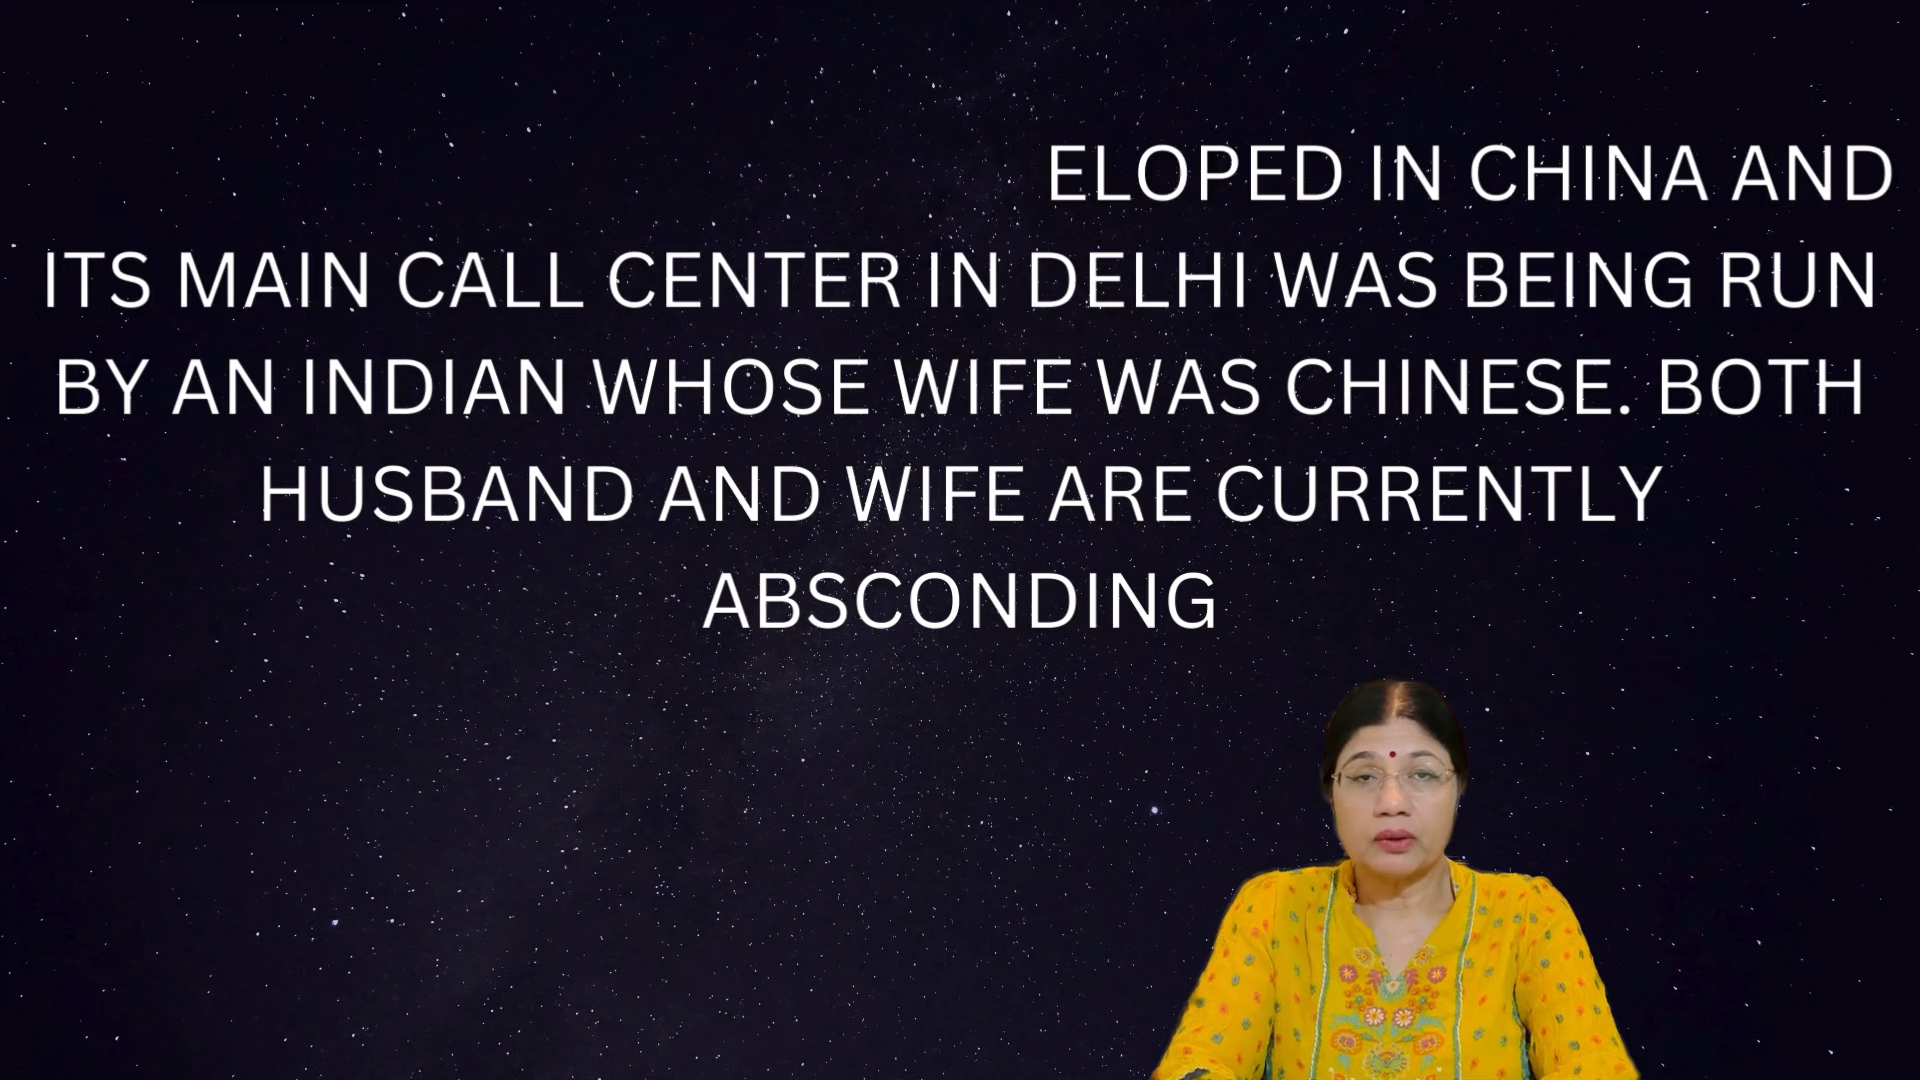 ELOPED IN CHINA AND
ITS MAIN CALL CENTER IN DELHI WAS BEING RUN
BY AN INDIAN WHOSE WIFE WAS CHINESE. BOTH
HUSBAND AND WIFE ARE CURRENTLY
ABSCONDING